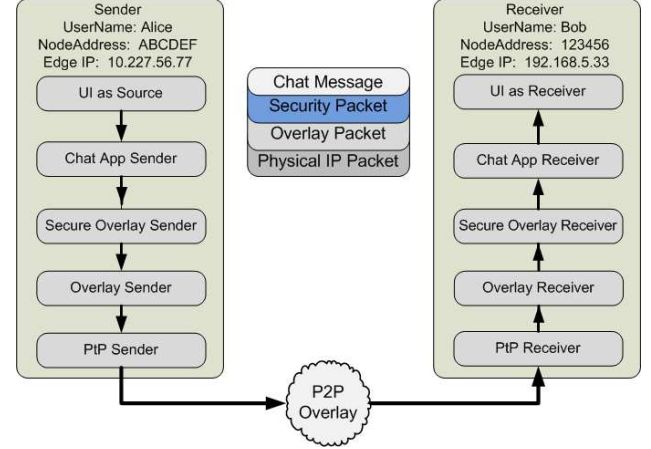 Sender
UserName: Alice
NodeAddress: ABCDEF
Edge IP: 10.227.56.77
UI as Source
Chat App Sender
Secure Overlay Sender
Overlay Sender
PtP Sender
Chat Message
Security Packet
Overlay Packet
Physical IP Packet
P2P
Overlay
Receiver
UserName: Bob
NodeAddress: 123456
Edge IP: 192.168.5.33
UI as Receiver
Chat App Receiver
Secure Overlay Receiver
Overlay Receiver
PtP Receiver